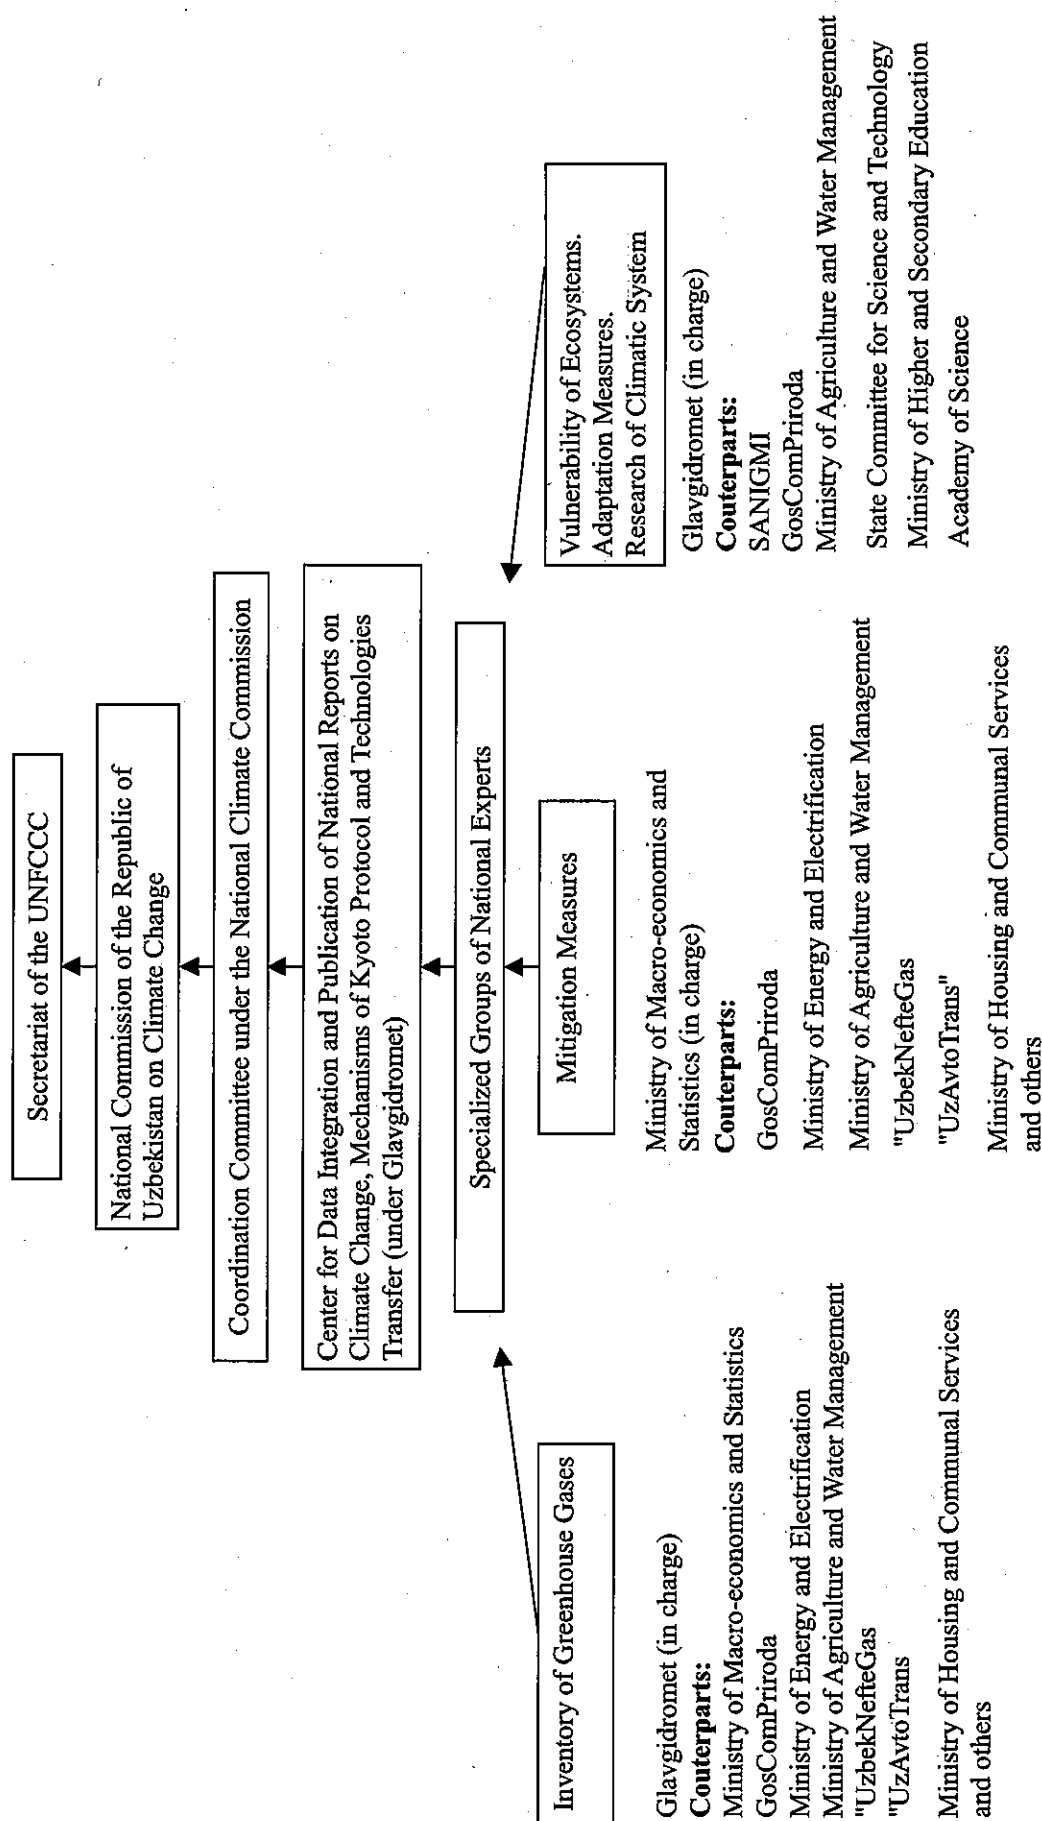 Secretariat of the UNFCCC
National Commission of the Republic of
Uzbekistan on Climate Change
Coordination Committee under the National Climate Commission
Center for Data Integration and Publication of National Reports on
Climate Change, Mechanisms of Kyoto Protocol and Technologies
Transfer (under Glavgidromet)
Specialized Groups of National Experts
Inventory of Greenhouse Gases
Glavgidromet (in charge)
Couterparts:
Ministry of Macro-economics and Statistics
GosComPriroda
Ministry of Energy and Electrification
Ministry of Agriculture and Water Management
"UzbekNefteGas
"UzAvtoTrans
Ministry of Housing and Communal Services
and others
Mitigation Measures
Ministry of Macro-economics and
Statistics (in charge)
Couterparts:
GosComPriroda
Ministry of Energy and Electrification
Ministry of Agriculture and Water Management
"UzbekNefteGas
"UzAvtoTrans"
Ministry of Housing and Communal Services
and others
Vulnerability of Ecosystems.
Adaptation Measures.
Research of Climatic System
Glavgidromet (in charge)
Couterparts:
SANIGMI
GosComPriroda
Ministry of Agriculture and Water Management
State Committee for Science and Technology
Ministry of Higher and Secondary Education
Academy of Science